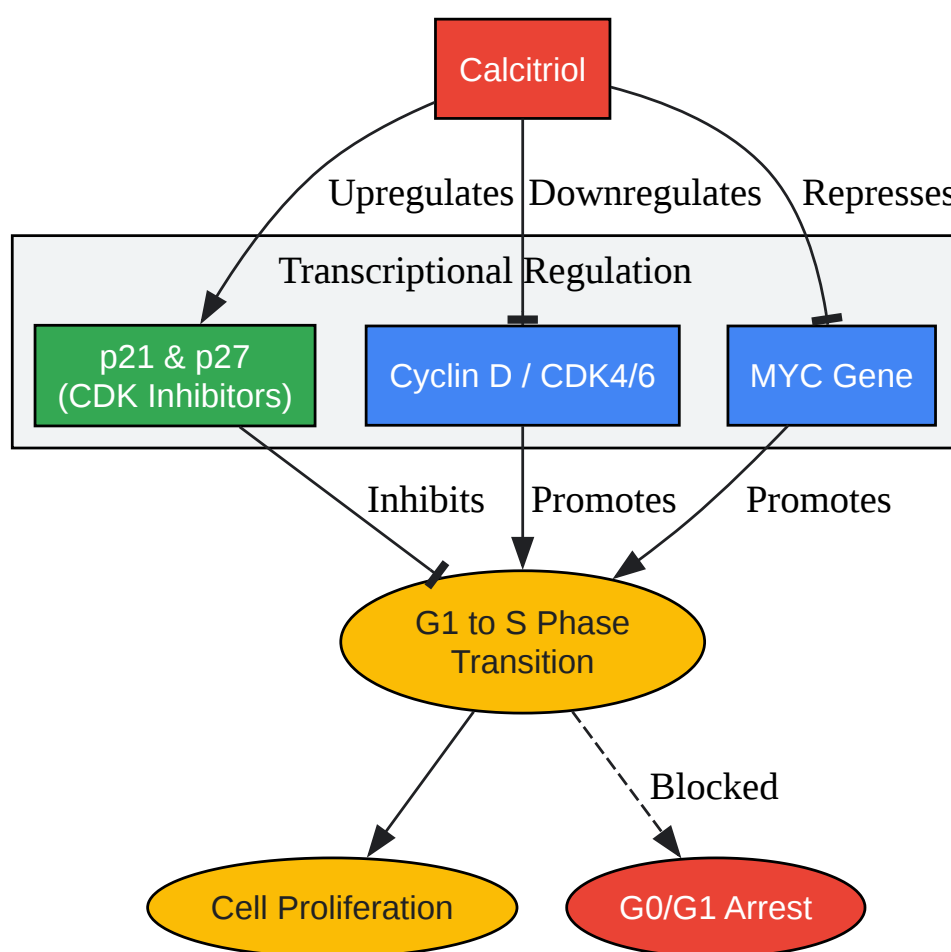 Calcitriol
Upregulates
Downregulates
Represses
Transcriptional Regulation
p21 & p27
(CDK Inhibitors)
Cyclin D / CDK4/6
MYC Gene
Inhibits
Promotes
Promotes
G1 to S Phase
Transition
Blocked
Cell Proliferation
G0/G1 Arrest